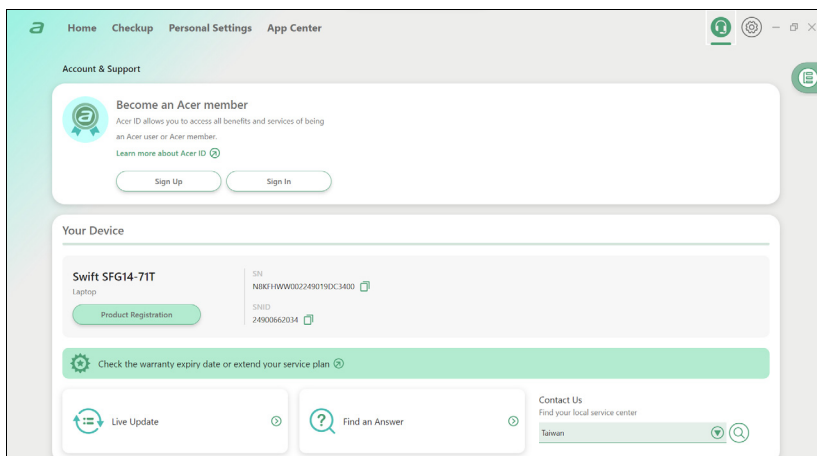 a Home Checkup Personal Settings App Center
Account & Support
Become an Acer member
Acer ID allows you to access all benefits and services of being
an Acer user or Acer member.
Learn more about Acer ID
Sign Up Sign In
Your Device
Swift SFG14-71T
Laptop
Product Registration
SN
NBKFHWW002249019DC3400
SNID
24900662034
Check the warranty expiry date or extend your service plan
Live Update
Find an Answer
Contact Us
Find your local service center
Taiwan